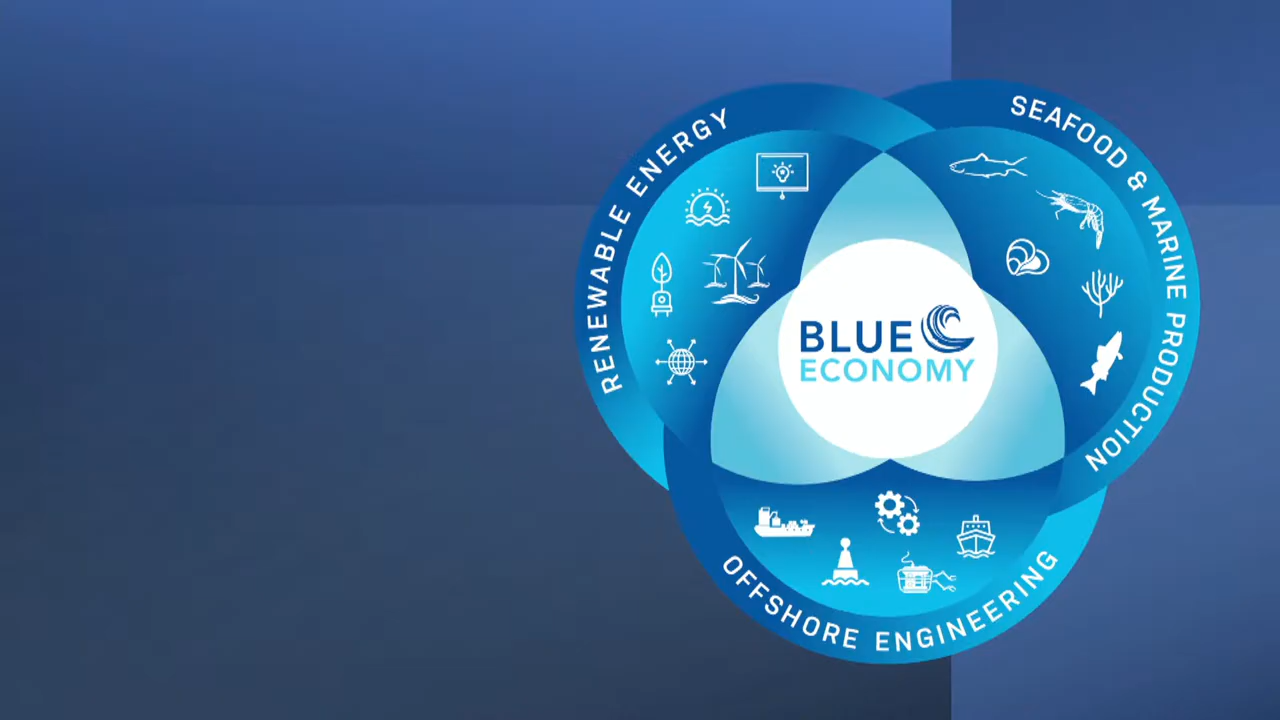 RENEWABLE ENERGY
SEAFOOD & MARINE PRODUCTION
BLUE
ECONOMY
OFFSHORE ENGINEERING